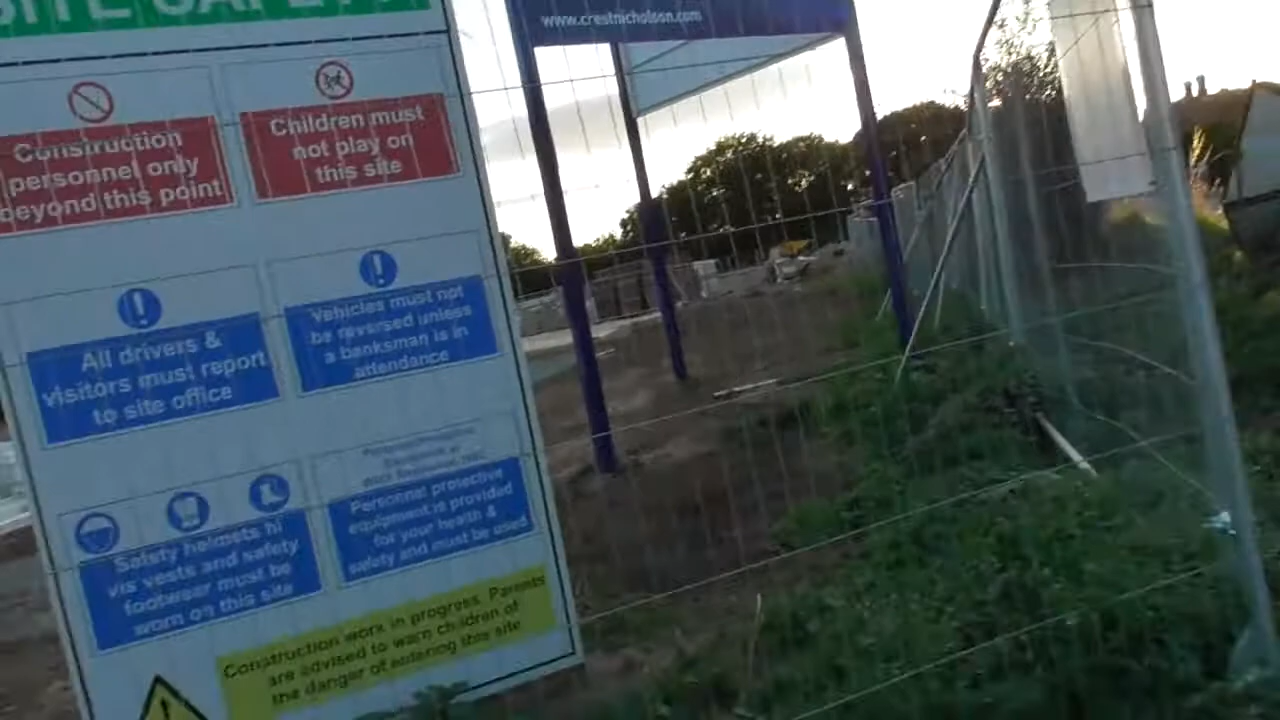 SITE SAFETY
www.crestnicholson.com
Construction
personnel only
beyond this point
Children must
not play on
this site
All drivers &
visitors must report
to site office
Vehicles must not
be reversed unless
a banksman is in
attendance
Safety helmets hi
vis vests and safety
footwear must be
worn on this site
Personal protective
equipment is provided
for your health &
safety and must be used
Construction work in progress. Parents
are advised to warn children of
the danger of entering this site